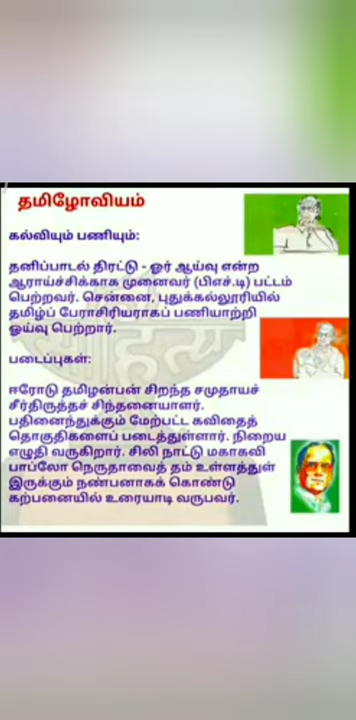 தமிழோவியம்
கல்வியும் பணியும்:
தனிப்பாடல் திரட்டு - ஓர் ஆய்வு என்ற
ஆராய்ச்சிக்காக முனைவர் (பிஎச்.டி) பட்டம்
பெற்றவர். சென்னை, புதுக்கல்லூரியில்
தமிழ்ப் பேராசிரியராகப் பணியாற்றி
ஓய்வு பெற்றார்.
படைப்புகள்:
ஈரோடு தமிழன்பன் சிறந்த சமுதாயச்
சீர்திருத்தச் சிந்தனையாளர்.
பதினைந்துக்கும் மேற்பட்ட கவிதைத்
தொகுதிகளைப் படைத்துள்ளார். நிறைய
எழுதி வருகிறார். சிலி நாட்டு மகாகவி
பாப்லோ நெருதாவைத் தம் உள்ளத்துள்
இருக்கும் நண்பனாகக் கொண்டு
கற்பனையில் உரையாடி வருபவர்.